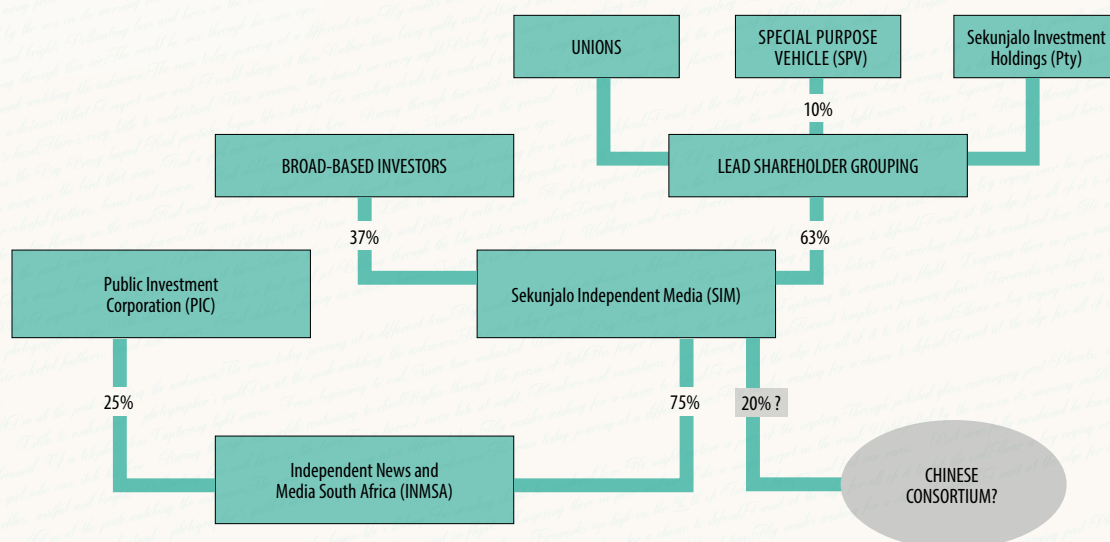 UNIONS
SPECIAL PURPOSE
VEHICLE (SPV)
Sekunjalo Investment
Holdings (Pty)
10%
BROAD-BASED INVESTORS
LEAD SHAREHOLDER GROUPING
37%
63%
Public Investment
Corporation (PIC)
Sekunjalo Independent Media (SIM)
25%
75%
20% ?
Independent News and
Media South Africa (INMSA)
CHINESE
CONSORTIUM?